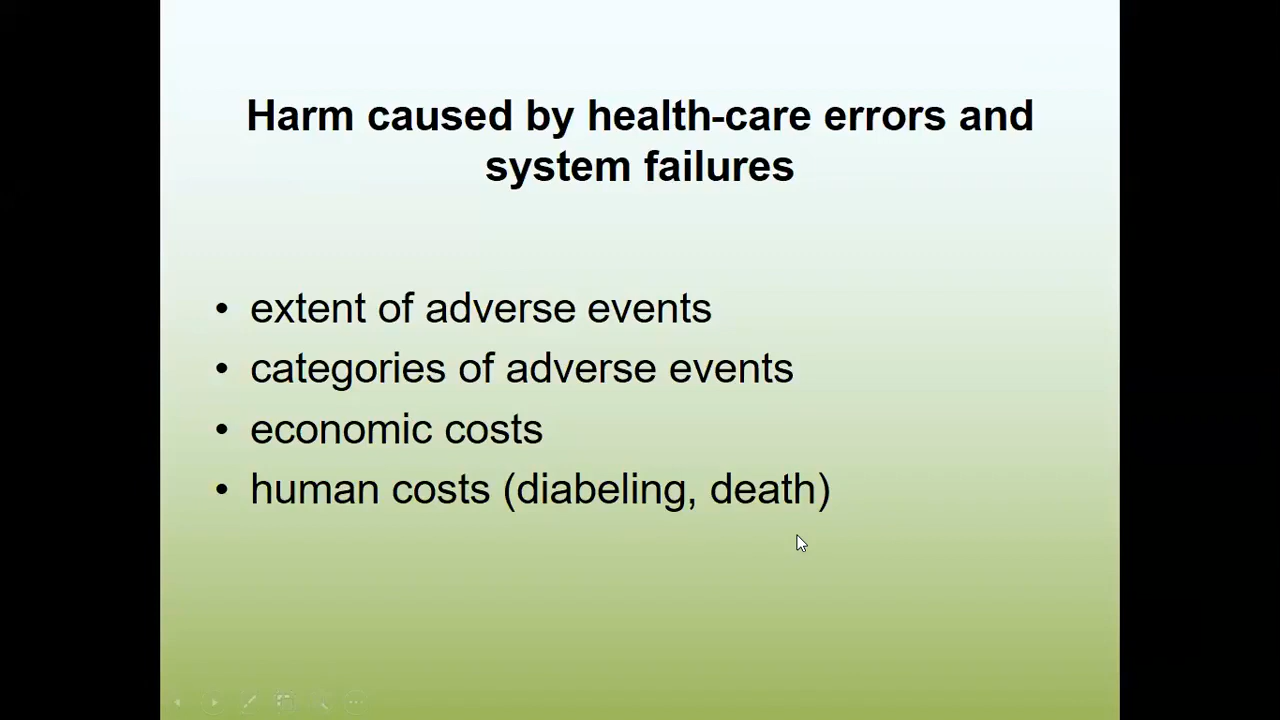 Harm caused by health-care errors and
system failures
• extent of adverse events
• categories of adverse events
• economic costs
• human costs (diabeling, death)